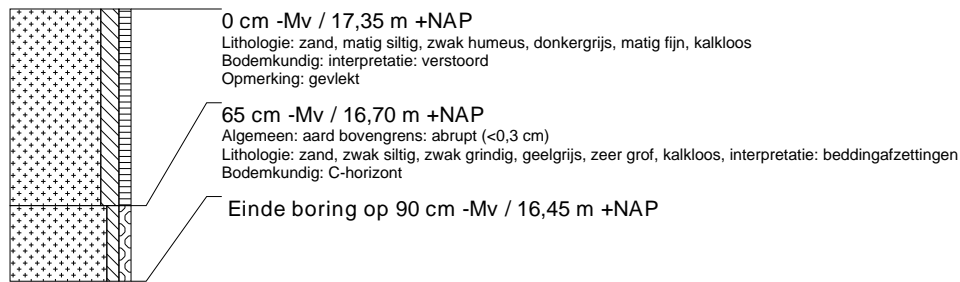 0 cm -Mv / 17,35 m +NAP
Lithologie: zand, matig siltig, zwak humeus, donkergrijs, matig fijn, kalkloos
Bodemkundig: interpretatie: verstoord
Opmerking: gevlekt
65 cm -Mv / 16,70 m +NAP
Algemeen: aard bovengrens: abrupt (<0,3 cm)
Lithologie: zand, zwak siltig, zwak grindig, geelgrijs, zeer grof, kalkloos, interpretatie: beddingafzettingen
Bodemkundig: C-horizont
Einde boring op 90 cm -Mv / 16,45 m +NAP